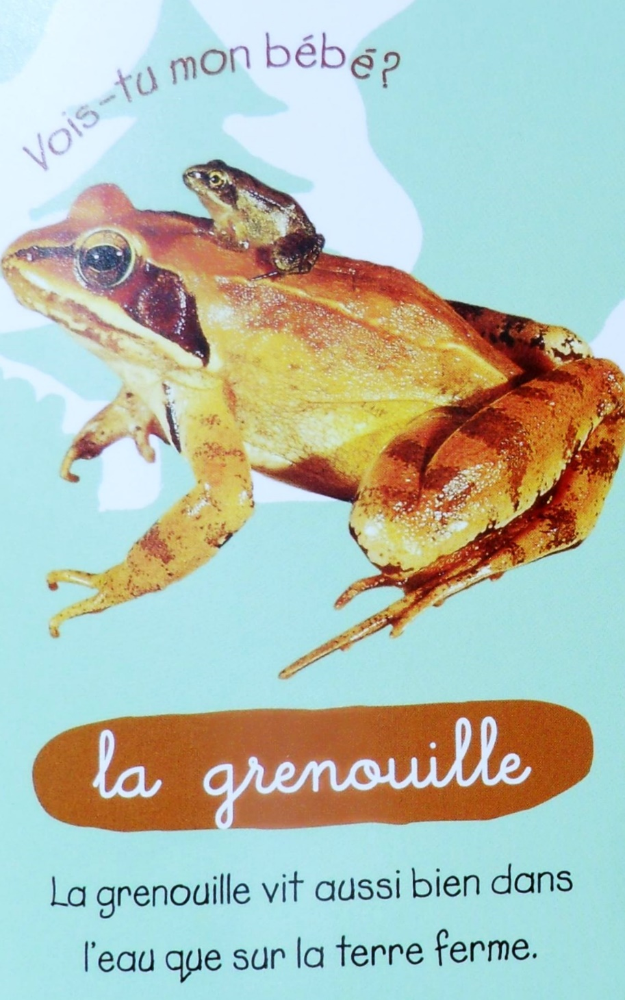 Vois-tu mon bébé?
la grenouille
La grenouille vit aussi bien dans
l'eau que sur la terre ferme.